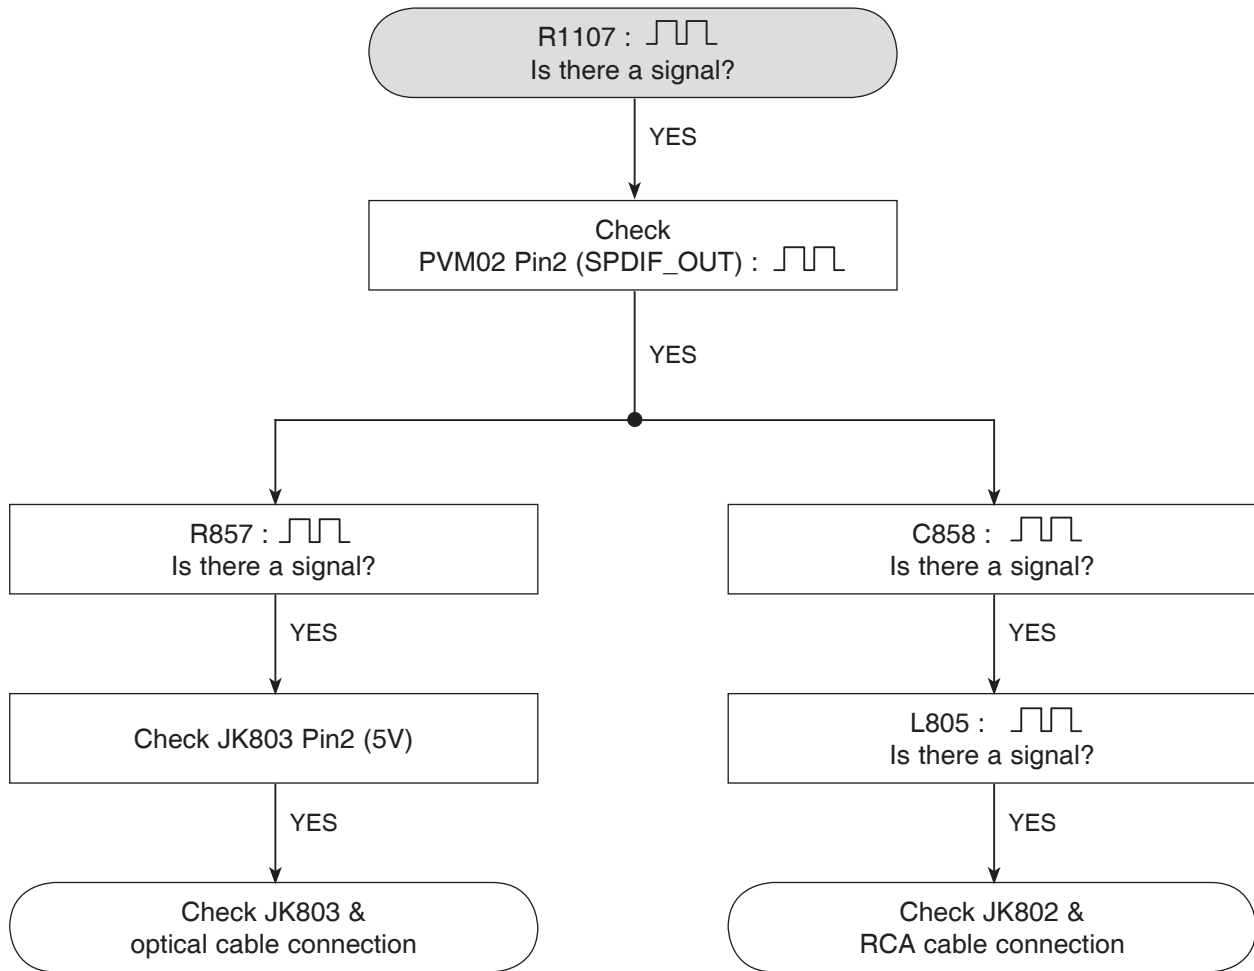 R1107 :
Is there a signal?
YES
Check
PVM02 Pin2 (SPDIF_OUT) :
YES
R857 :
Is there a signal?
YES
Check JK803 Pin2 (5V)
YES
Check JK803 &
optical cable connection
C858 :
Is there a signal?
YES
L805 :
Is there a signal?
YES
Check JK802 &
RCA cable connection